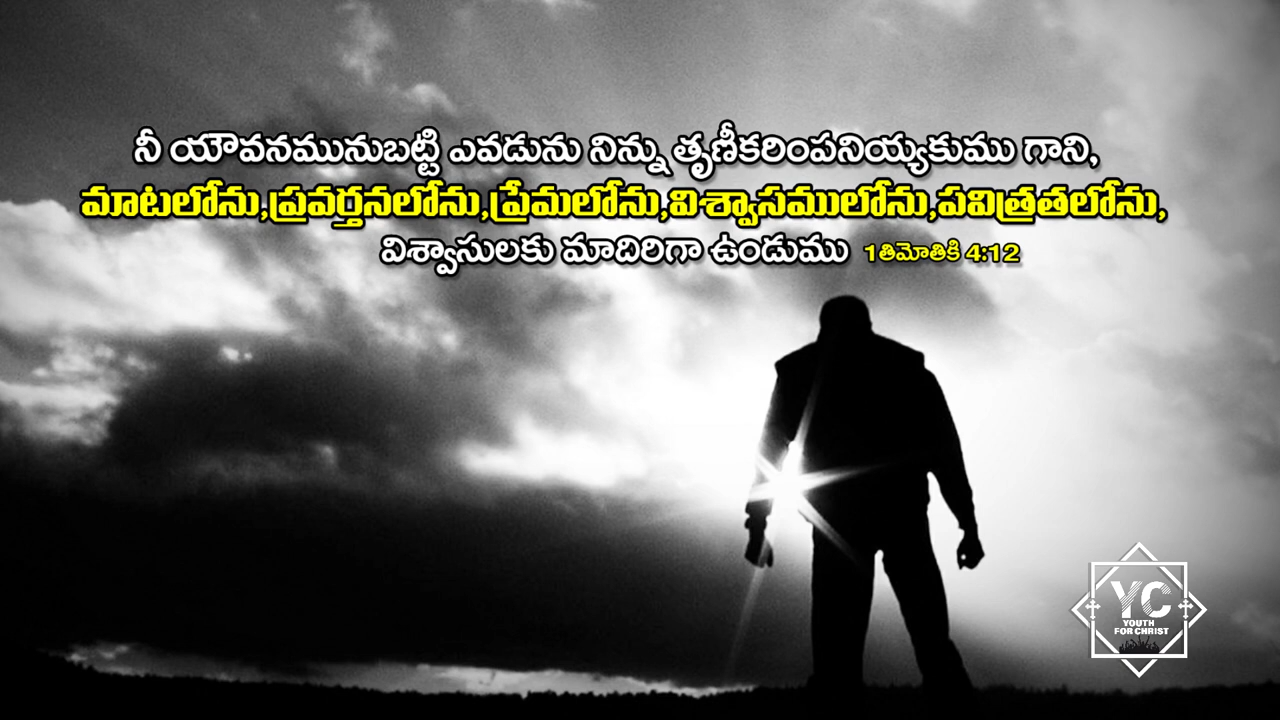 నీ యౌవనమునుబట్టి ఎవడును నిన్ను తృణీకరింపనియ్యకుము గాని,
మాటలోను,ప్రవర్తనలోను,ప్రేమలోను,విశ్వాసములోను,పవిత్రతలోను,
విశ్వాసులకు మాదిరిగా ఉండుము 1తిమోతికి 4:12
YC
YOUTH
FOR CHRIST